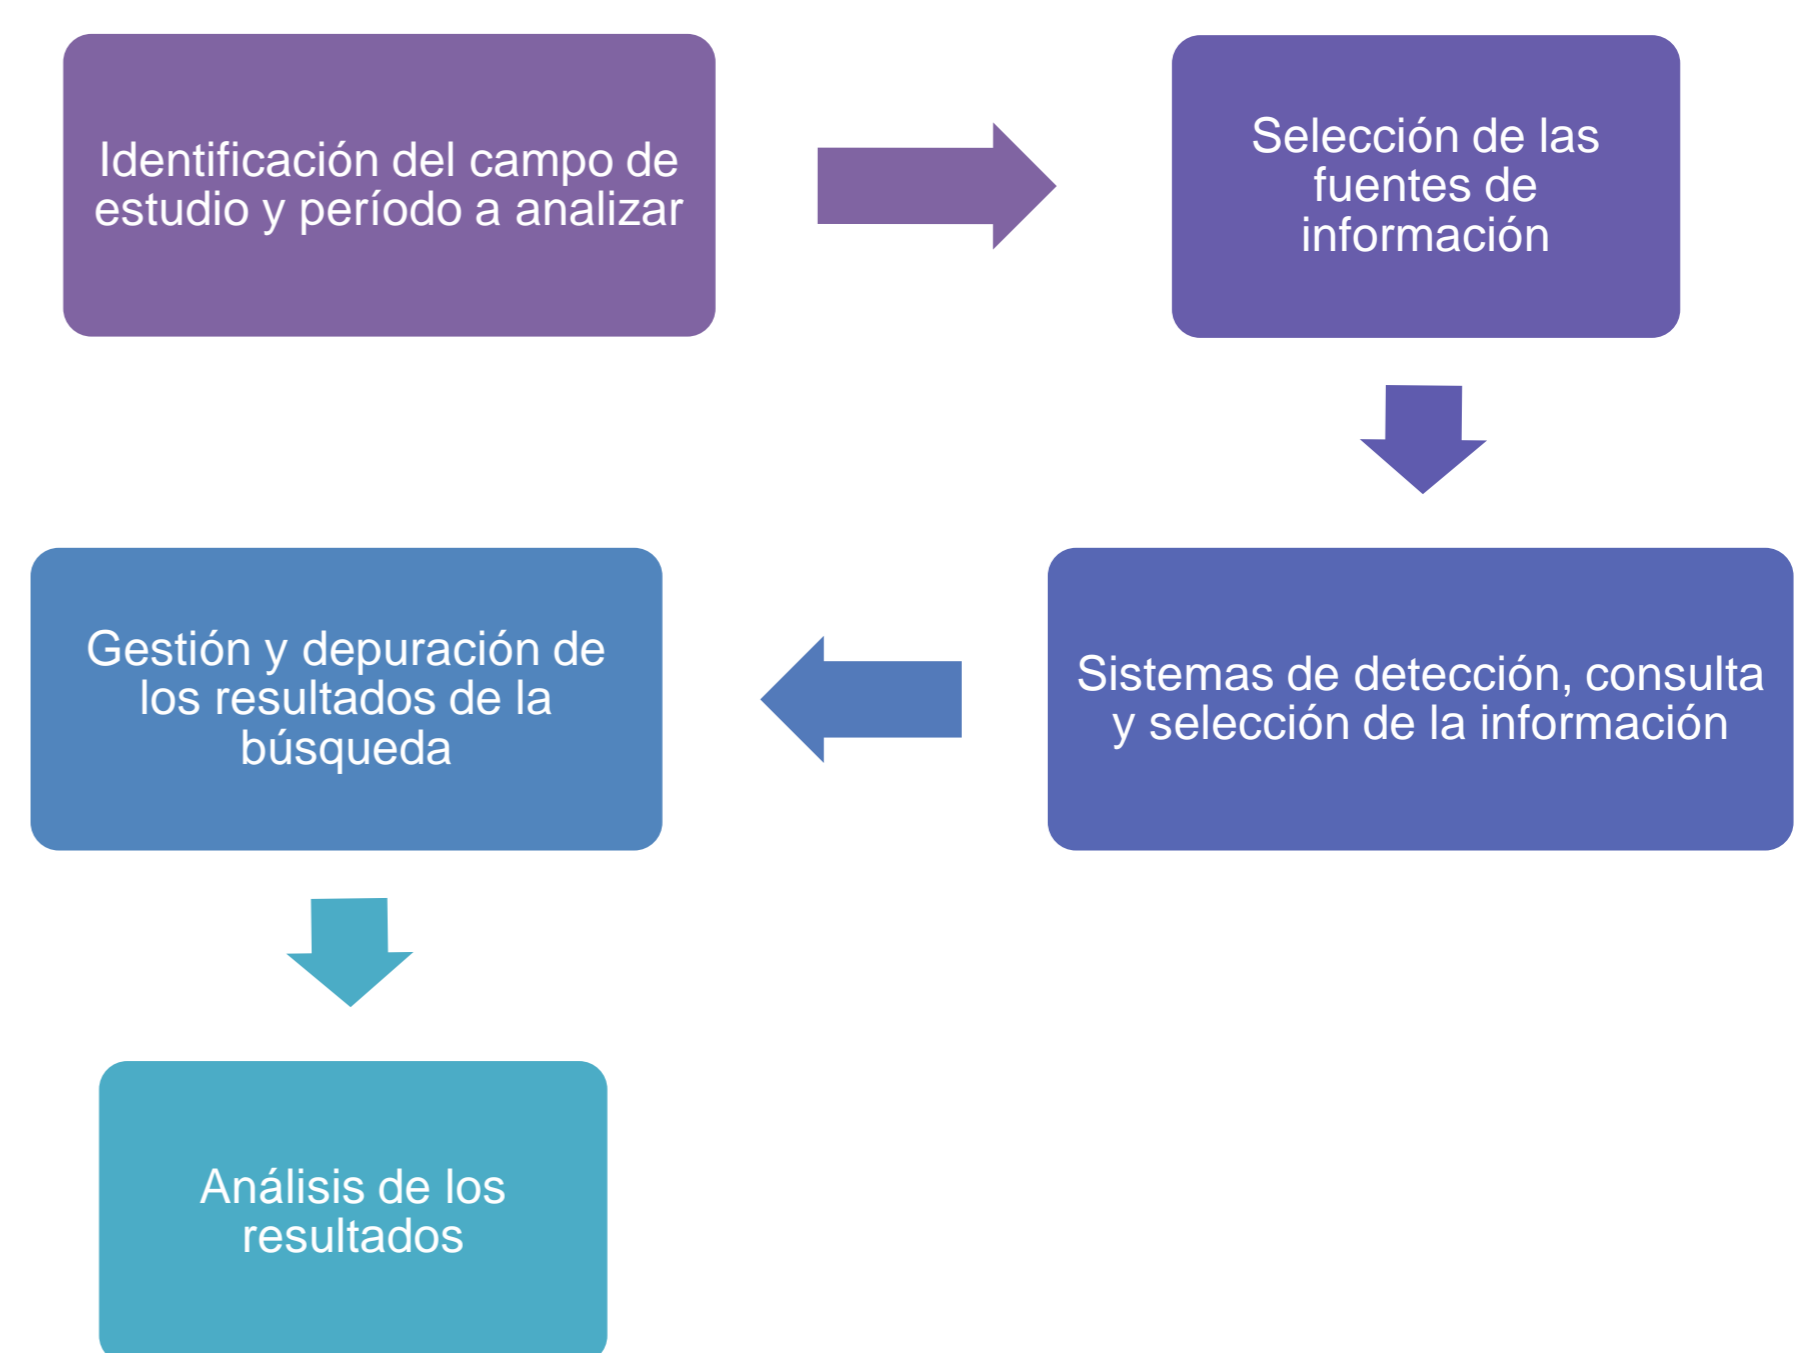 Identificación del campo de
estudio y período a analizar
Selección de las
fuentes de
información
Sistemas de detección, consulta
y selección de la información
Gestión y depuración de
los resultados de la
búsqueda
Análisis de los
resultados